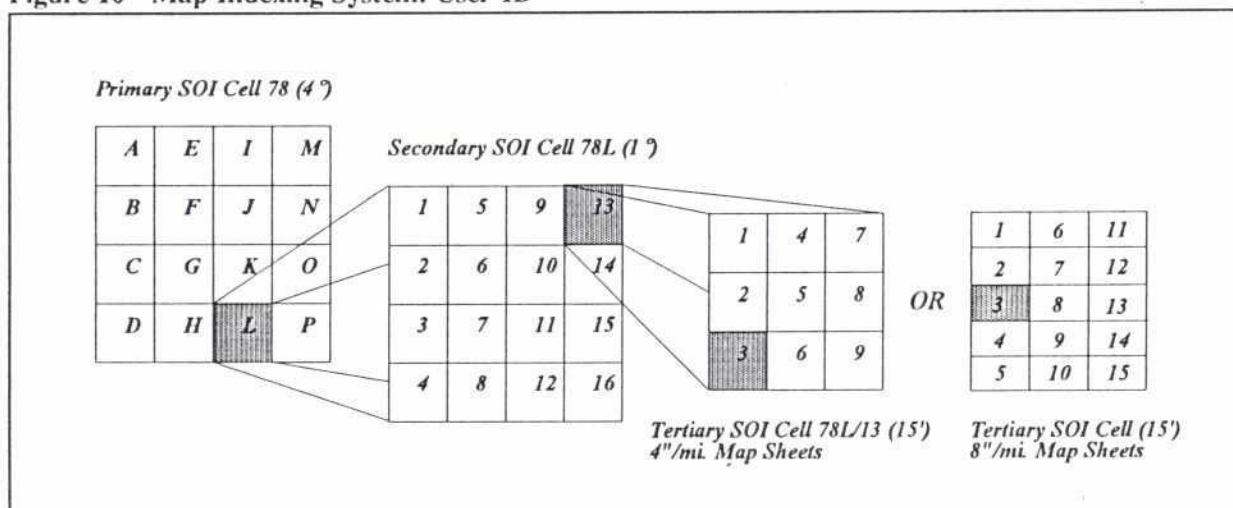 Figure 10 Map Indexing System: User ID
Primary SOI Cell 78 (4°)
A E I M
B F J N
C G K O
D H L P
Secondary SOI Cell 78L (1°)
1 5 9 13
2 6 10 14
3 7 11 15
4 8 12 16
1 4 7
2 5 8
3 6 9
Tertiary SOI Cell 78L/13 (15')
4"/mi. Map Sheets
OR
1 6 11
2 7 12
3 8 13
4 9 14
5 10 15
Tertiary SOI Cell (15')
8"/mi. Map Sheets